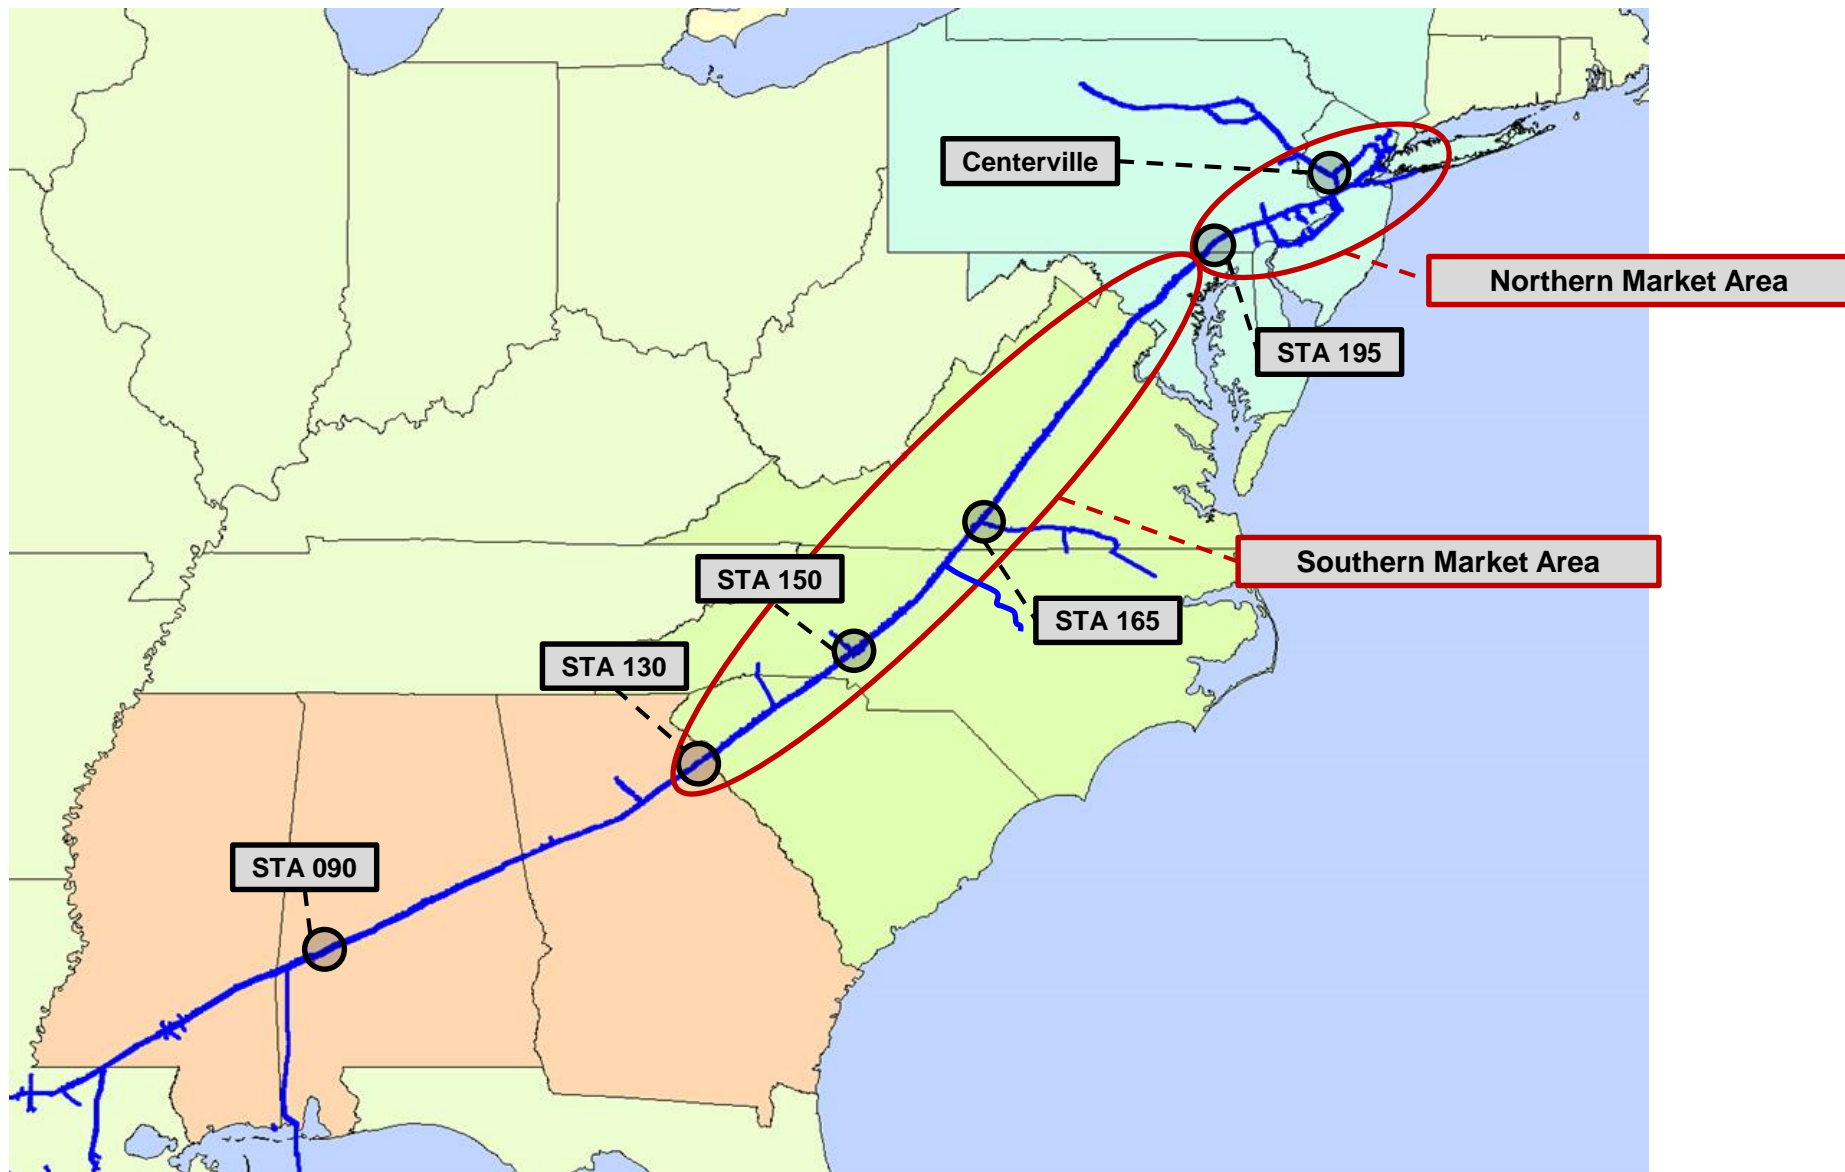 Centerville
Northern Market Area
STA 195
Southern Market Area
STA 150
STA 165
STA 130
STA 090